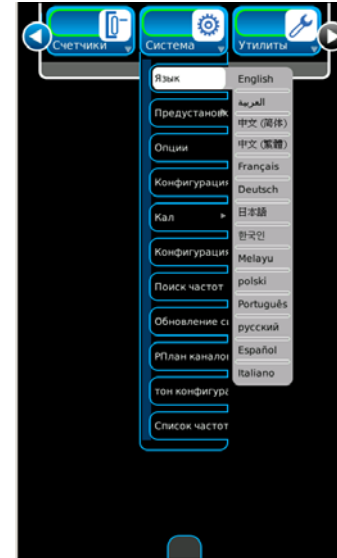 Счетчики
Система
Утилиты
Язык
Предустановк
Опции
Конфигурация
Кал
Конфигурация
Поиск частот
Обновление
РПлан каналов
тон конфигура
Список частот
English
العربية
中文 (简体)
中文 (繁體)
Français
Deutsch
日本語
한국인
Melayu
polski
Português
русский
Español
Italiano